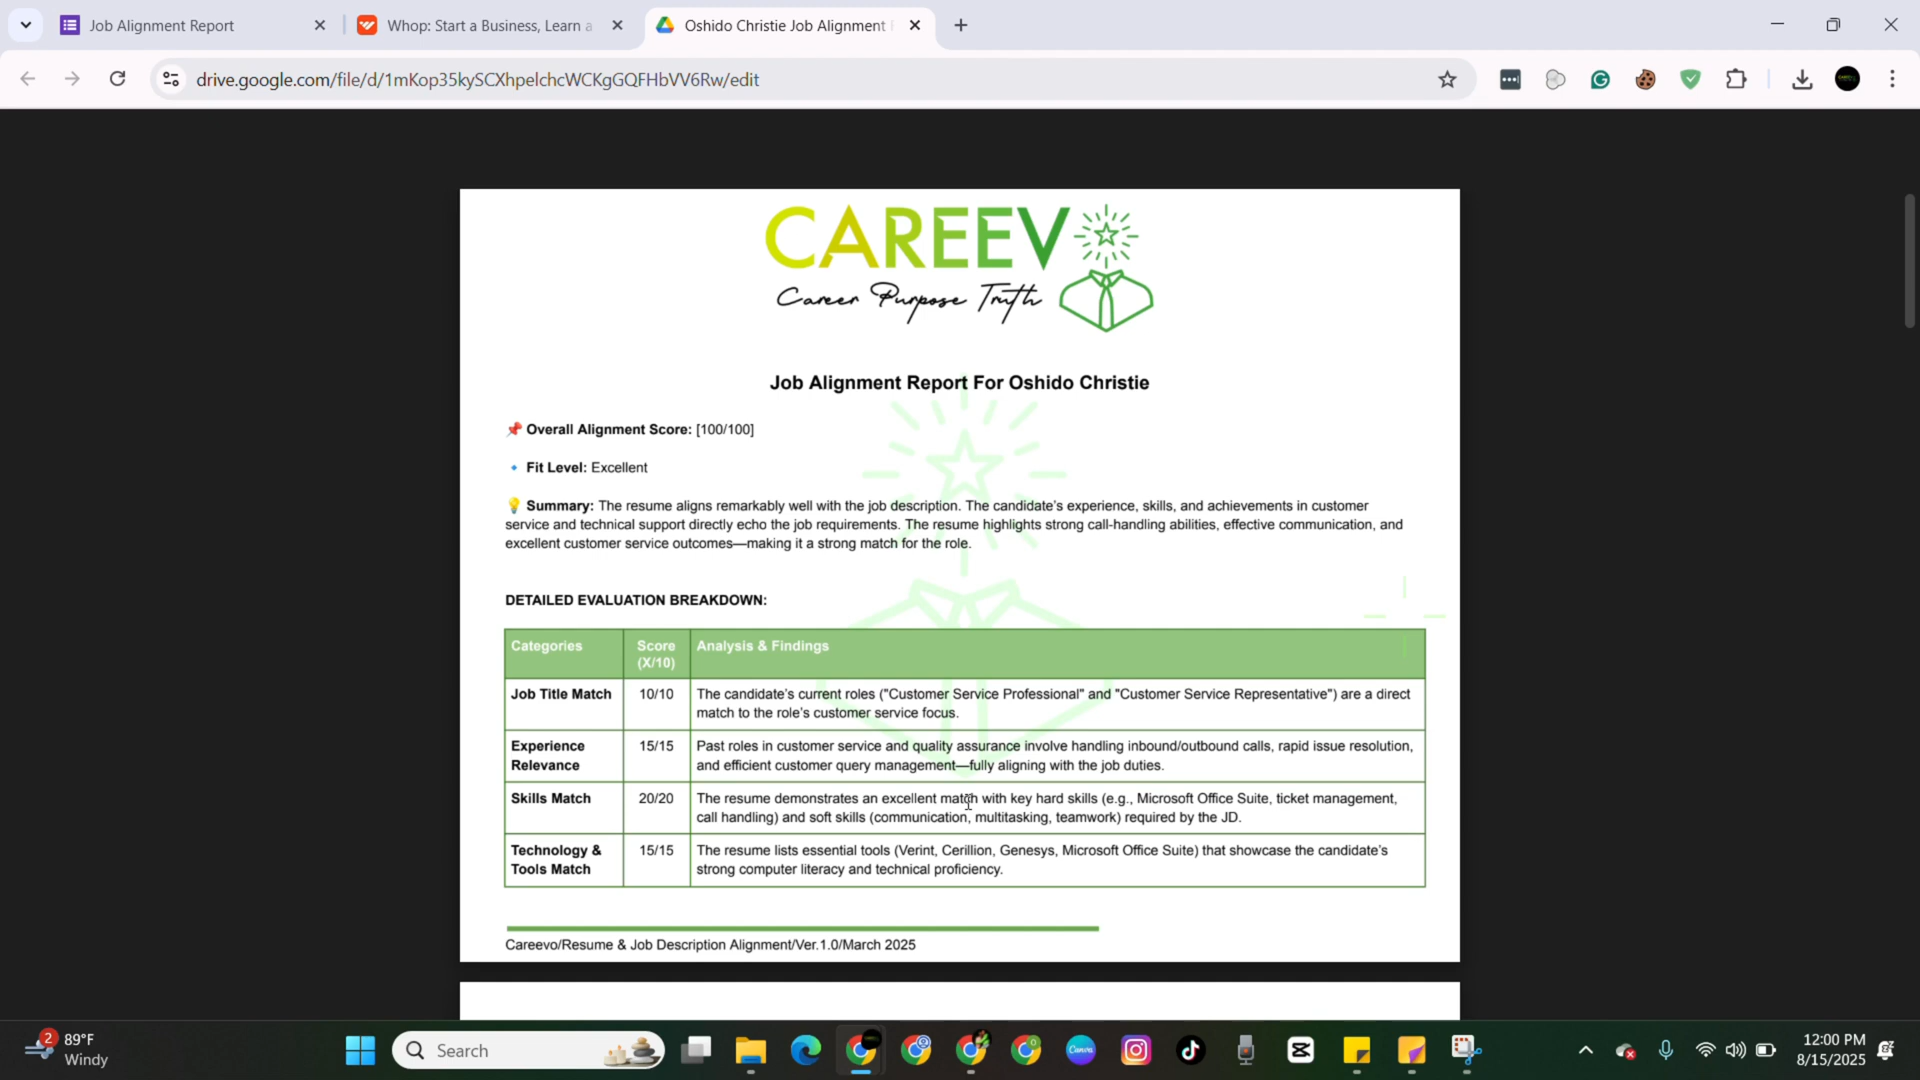 Job Alignment Report
Whop: Start a Business, Learn a
Oshido Christie Job Alignment
drive.google.com/file/d/1mKop35kySCXhpelchcWCKgGQFHbVV6Rw/edit
CAREEV
Career Purpose Truth
Job Alignment Report For Oshido Christie
📌 Overall Alignment Score: [100/100]
🔹 Fit Level: Excellent
💡 Summary: The resume aligns remarkably well with the job description. The candidate's experience, skills, and achievements in customer
service and technical support directly echo the job requirements. The resume highlights strong call-handling abilities, effective communication, and
excellent customer service outcomes—making it a strong match for the role.
DETAILED EVALUATION BREAKDOWN:
Categories
Score
(X/10)
Analysis & Findings
Job Title Match
10/10
The candidate's current roles ("Customer Service Professional" and "Customer Service Representative") are a direct
match to the role's customer service focus.
Experience
Relevance
15/15
Past roles in customer service and quality assurance involve handling inbound/outbound calls, rapid issue resolution,
and efficient customer query management—fully aligning with the job duties.
Skills Match
20/20
The resume demonstrates an excellent match with key hard skills (e.g., Microsoft Office Suite, ticket management,
call handling) and soft skills (communication, multitasking, teamwork) required by the JD.
Technology &
Tools Match
15/15
The resume lists essential tools (Verint, Cerillion, Genesys, Microsoft Office Suite) that showcase the candidate's
strong computer literacy and technical proficiency.
Careevo/Resume & Job Description Alignment/Ver.1.0/March 2025
2
89°F
Windy
Search
Canva
12:00 PM
8/15/2025